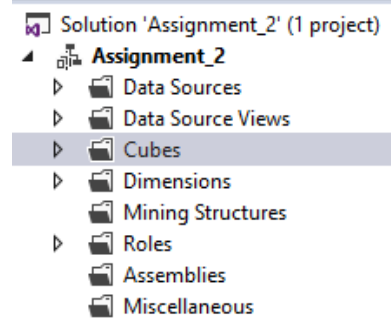 Solution 'Assignment_2' (1 project)
Assignment_2
Data Sources
Data Source Views
Cubes
Dimensions
Mining Structures
Roles
Assemblies
Miscellaneous